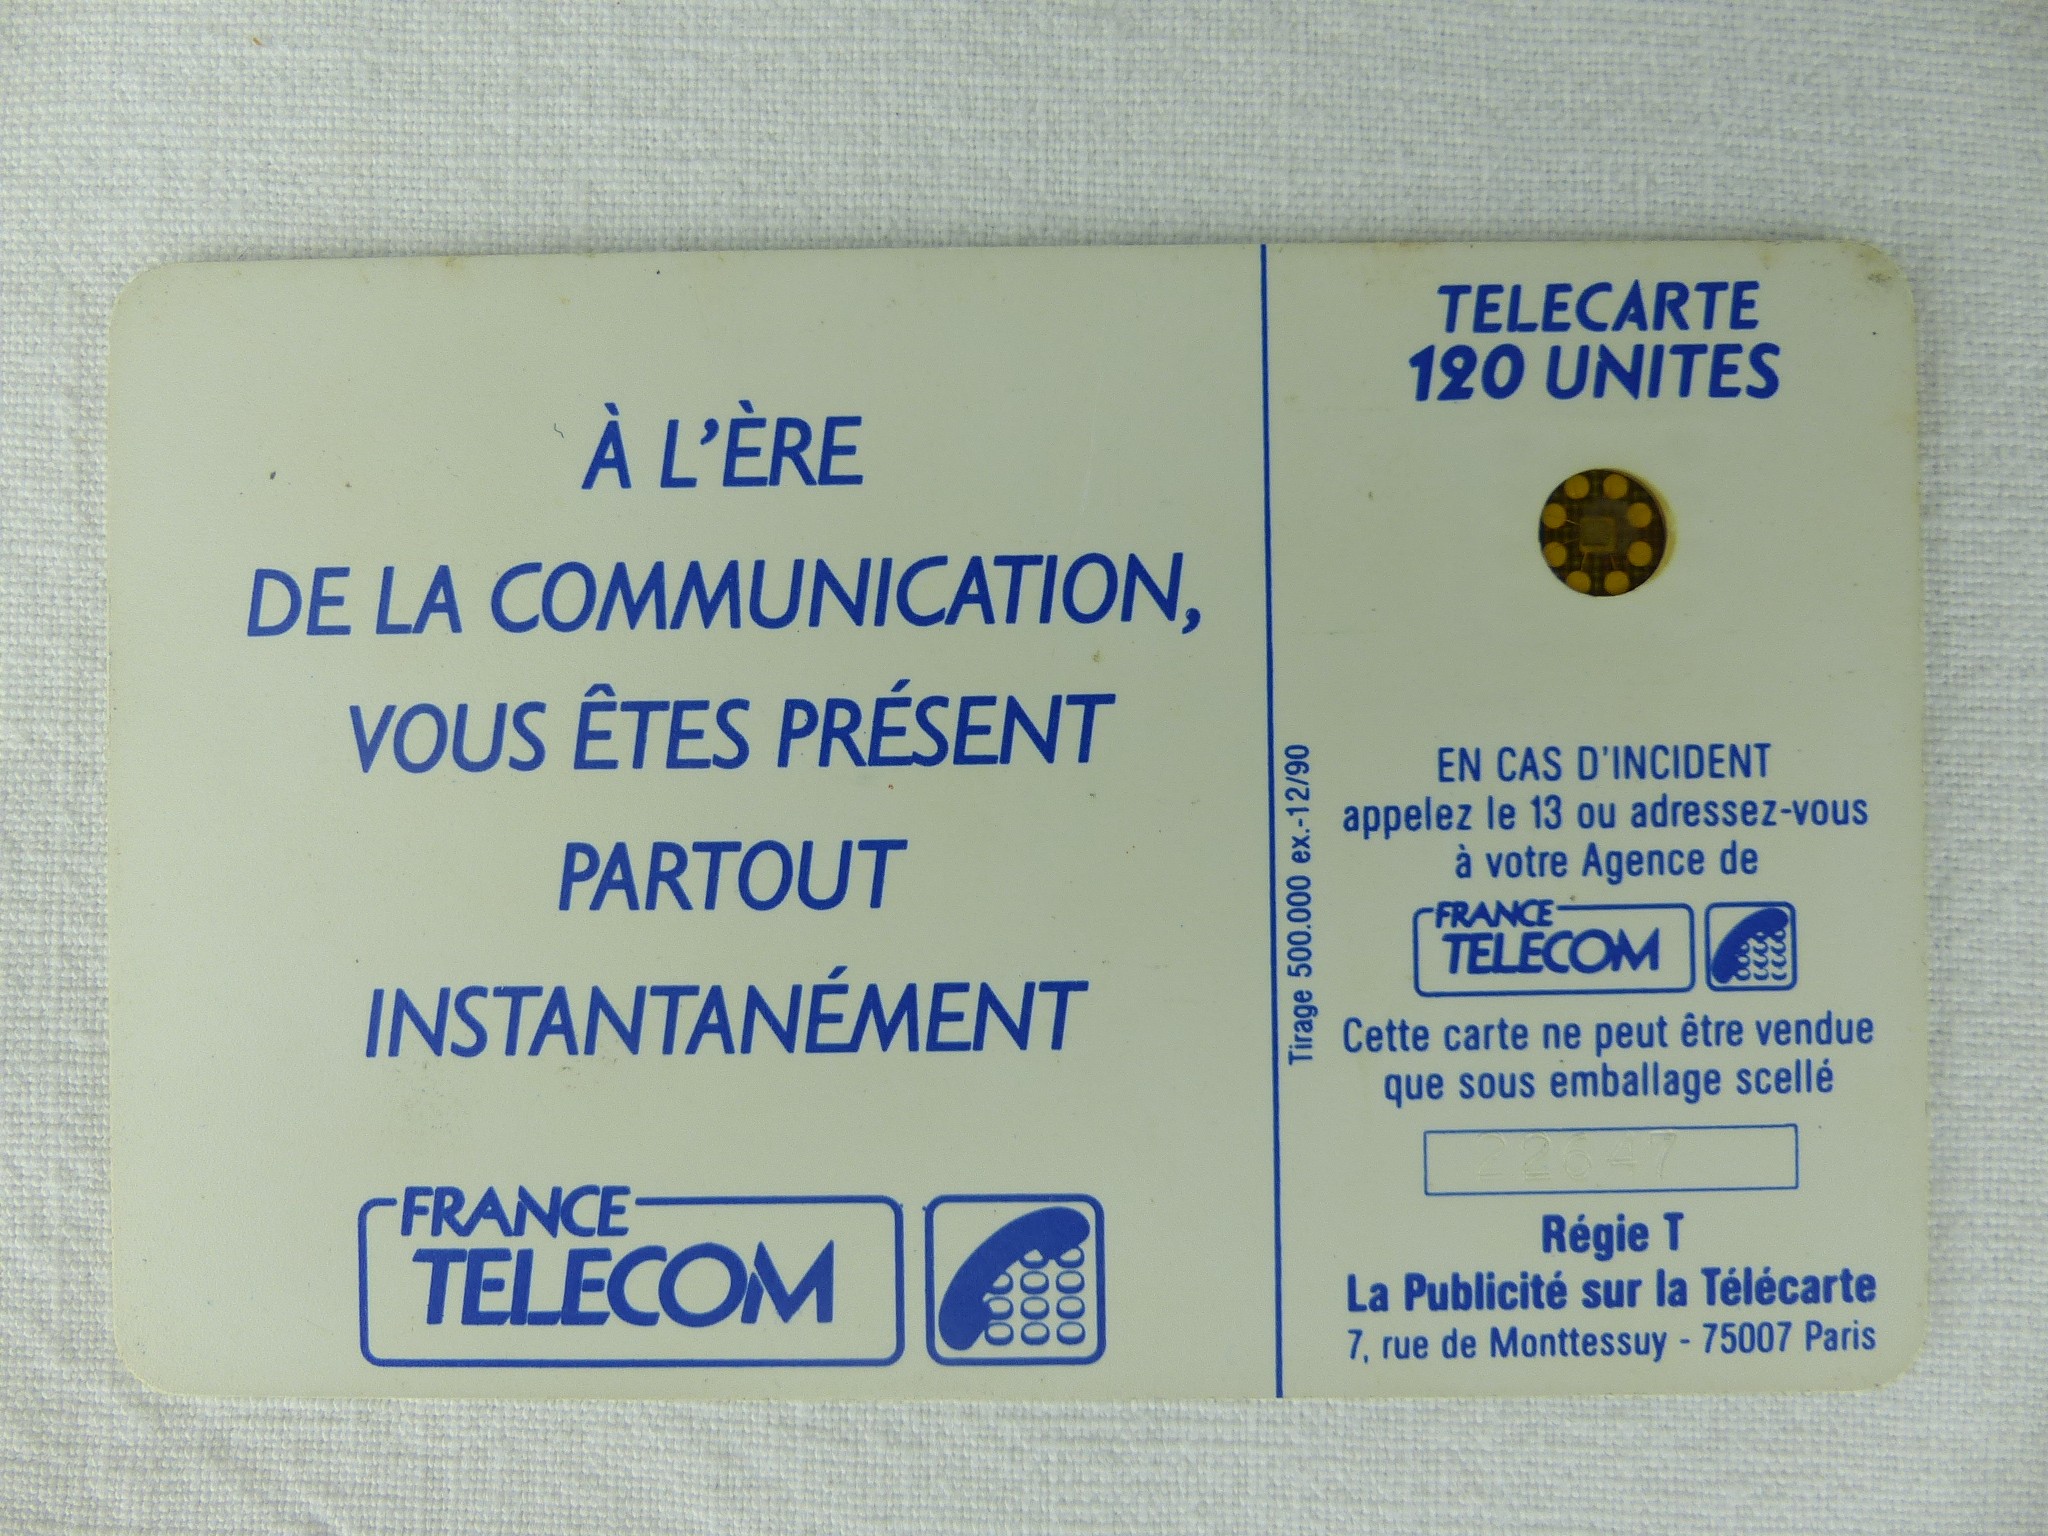 À L'ÈRE
DE LA COMMUNICATION,
VOUS ÊTES PRÉSENT
PARTOUT
INSTANTANÉMENT
FRANCE
TELECOM
Tirage 500.000 ex.-12/90
TELECARTE
120 UNITES
EN CAS D'INCIDENT
appelez le 13 ou adressez-vous
à votre Agence de
FRANCE
TELECOM
Cette carte ne peut être vendue
que sous emballage scellé
22647
Régie T
La Publicité sur la Télécarte
7, rue de Monttessuy - 75007 Paris